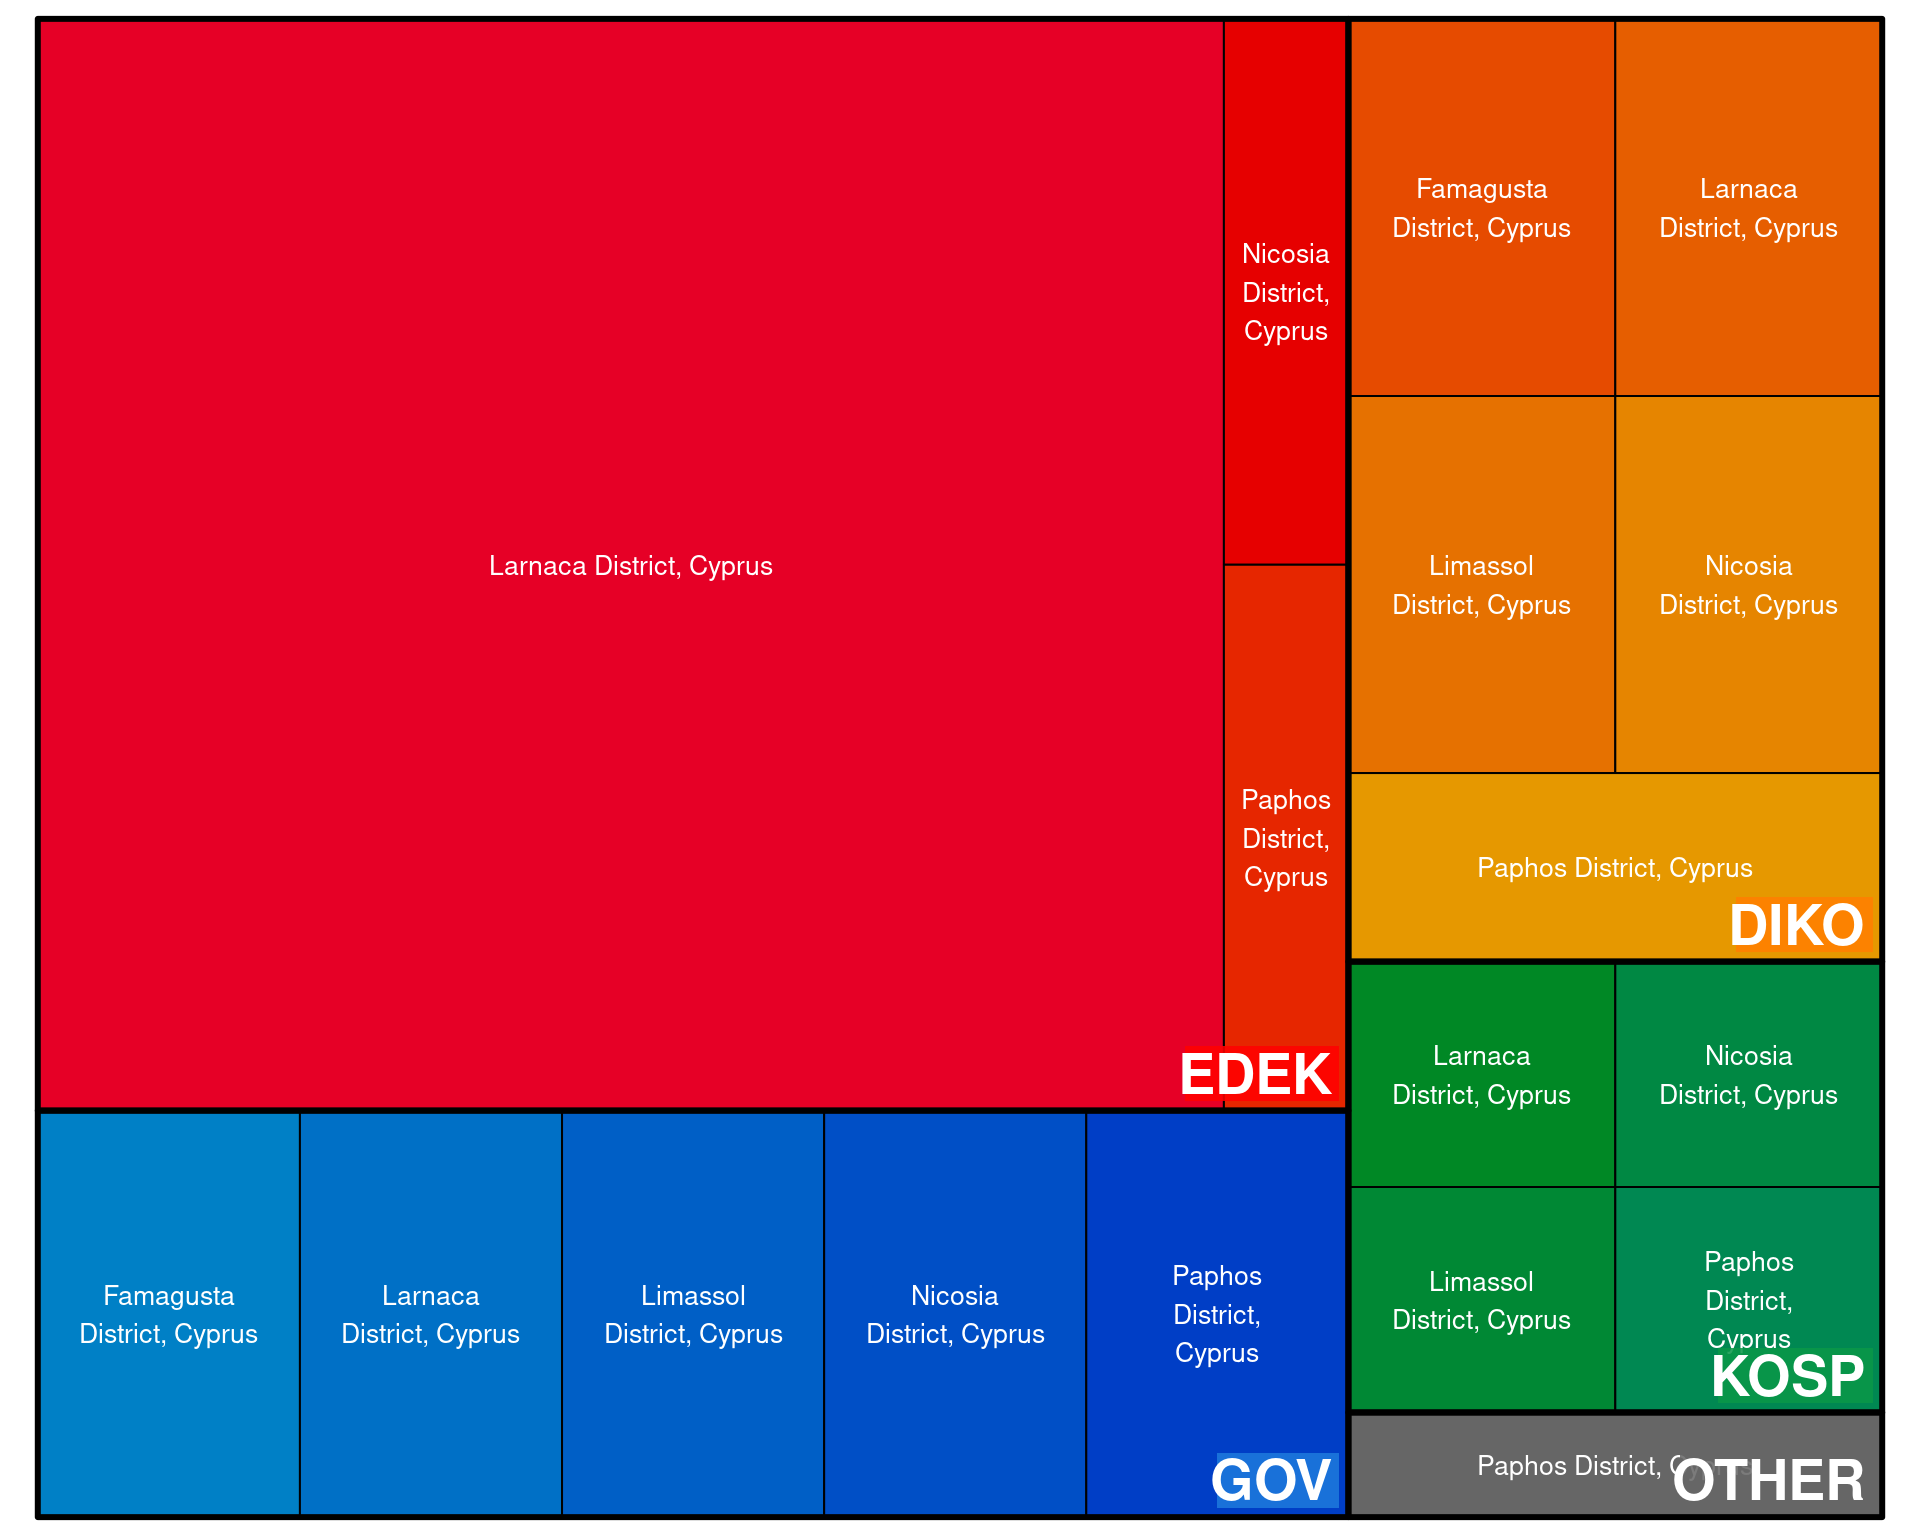 Larnaca District, Cyprus
Nicosia
District,
Cyprus
Paphos
District,
Cyprus
EDEK
Famagusta
District, Cyprus
Larnaca
District, Cyprus
Limassol
District, Cyprus
Nicosia
District, Cyprus
Paphos District, Cyprus
DIKO
Famagusta
District, Cyprus
Larnaca
District, Cyprus
Limassol
District, Cyprus
Nicosia
District, Cyprus
Paphos
District,
Cyprus
GOV
Larnaca
District, Cyprus
Nicosia
District, Cyprus
Limassol
District, Cyprus
Paphos
District,
Cyprus
KOSP
Paphos District,
OTHER